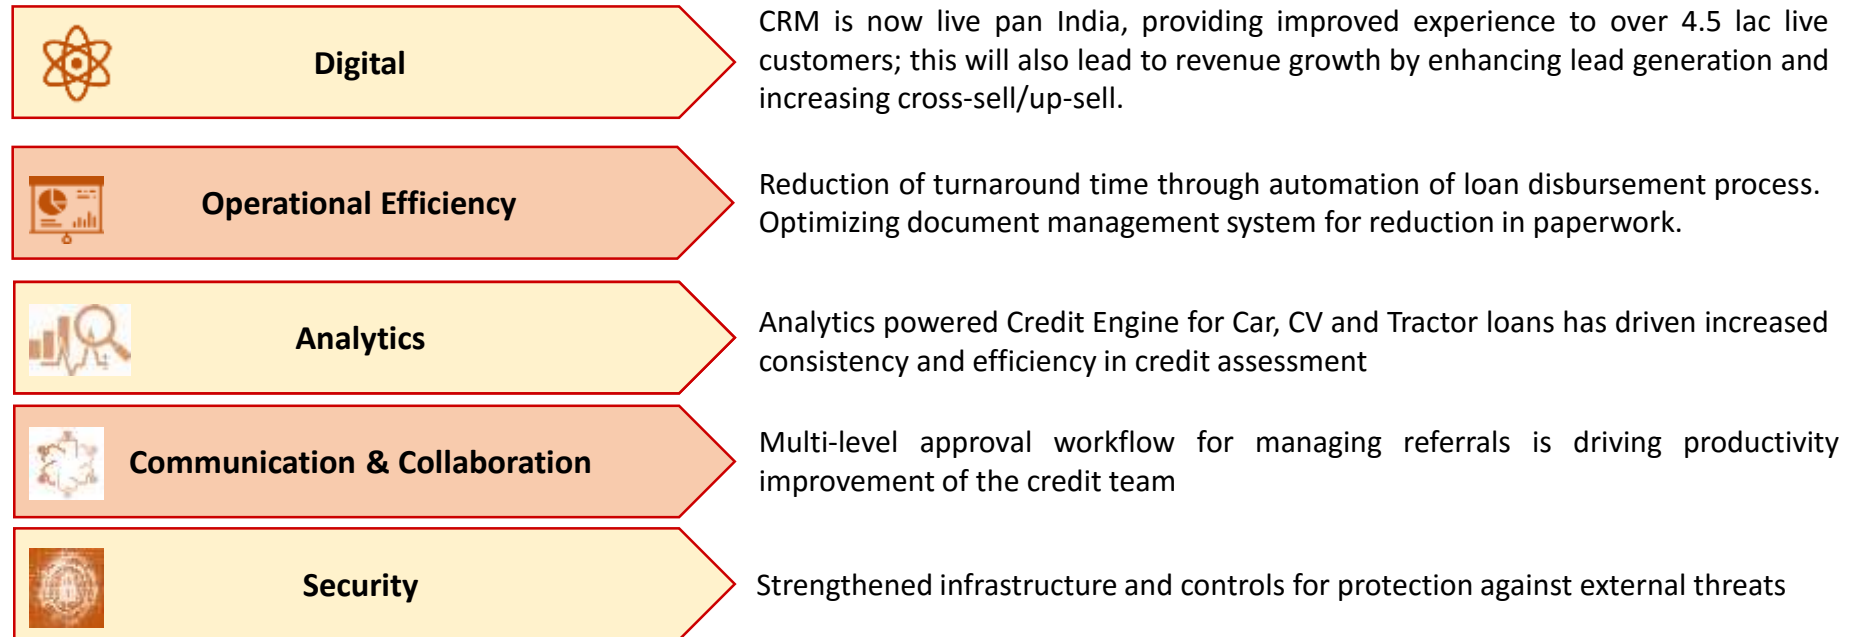 Digital
CRM is now live pan India, providing improved experience to over 4.5 lac live
customers; this will also lead to revenue growth by enhancing lead generation and
increasing cross-sell/up-sell.
Operational Efficiency
Reduction of turnaround time through automation of loan disbursement process.
Optimizing document management system for reduction in paperwork.
Analytics
Analytics powered Credit Engine for Car, CV and Tractor loans has driven increased
consistency and efficiency in credit assessment
Communication & Collaboration
Multi-level approval workflow for managing referrals is driving productivity
improvement of the credit team
Security
Strengthened infrastructure and controls for protection against external threats